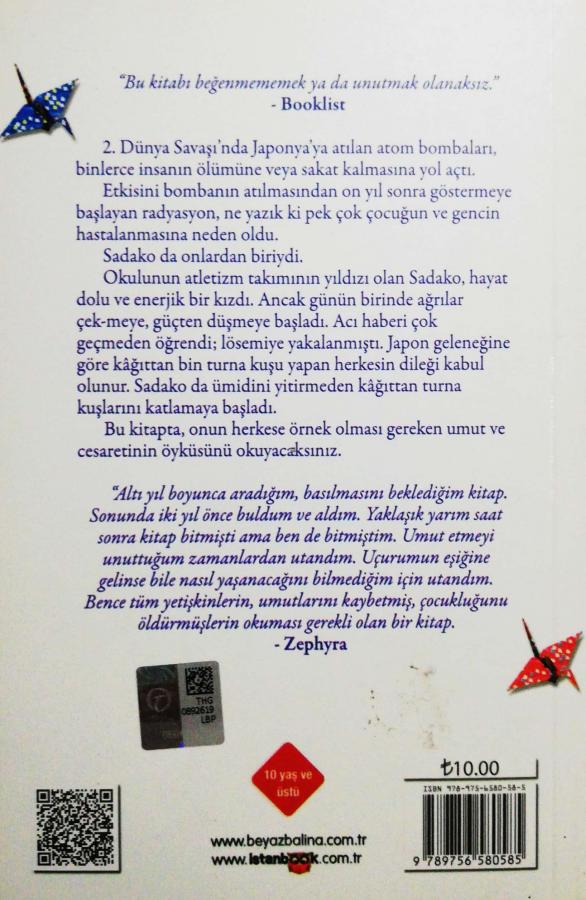 “Bu kitabı beğenmememek ya da unutmak olanaksız.”
- Booklist
2. Dünya Savaşı’nda Japonya’ya atılan atom bombaları,
binlerce insanın ölümüne veya sakat kalmasına yol açtı.
Etkisini bombanın atılmasından on yıl sonra göstermeye
başlayan radyasyon, ne yazık ki pek çok çocuğun ve gencin
hastalanmasına neden oldu.
Sadako da onlardan biriydi.
Okulunun atletizm takımının yıldızı olan Sadako, hayat
dolu ve enerjik bir kızdı. Ancak günün birinde ağrılar
çek-meye, güçten düşmeye başladı. Acı haberi çok
geçmeden öğrendi; lösemiye yakalanmıştı. Japon geleneğine
göre kâğıttan bin turna kuşu yapan herkesin dileği kabul
olunur. Sadako da ümidini yitirmeden kâğıttan turna
kuşlarını katlamaya başladı.
Bu kitapta, onun herkese örnek olması gereken umut ve
cesaretinin öyküsünü okuyacaksınız.
“Altı yıl boyunca aradığım, basılmasını beklediğim kitap.
Sonunda iki yıl önce buldum ve aldım. Yaklaşık yarım saat
sonra kitap bitmişti ama ben de bitmiştim. Umut etmeyi
unuttuğum zamanlardan utandım. Uçurumun eşiğine
gelinse bile nasıl yaşanacağını bilmediğim için utandım.
Bence tüm yetişkinlerin, umutlarını kaybetmiş, çocukluğunu
öldürmüşlerin okuması gerekli olan bir kitap.
- Zephyra
THG
0892619
LBP
10 yaş ve
üstü
₺10.00
ISBN 978-975-6580-58-5
9 789756 580585
www.beyazbalina.com.tr
www.istanbook.com.tr